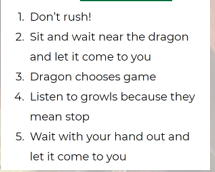 1. Don't rush!
2. Sit and wait near the dragon
and let it come to you
3. Dragon chooses game
4. Listen to growls because they
mean stop
5. Wait with your hand out and
let it come to you